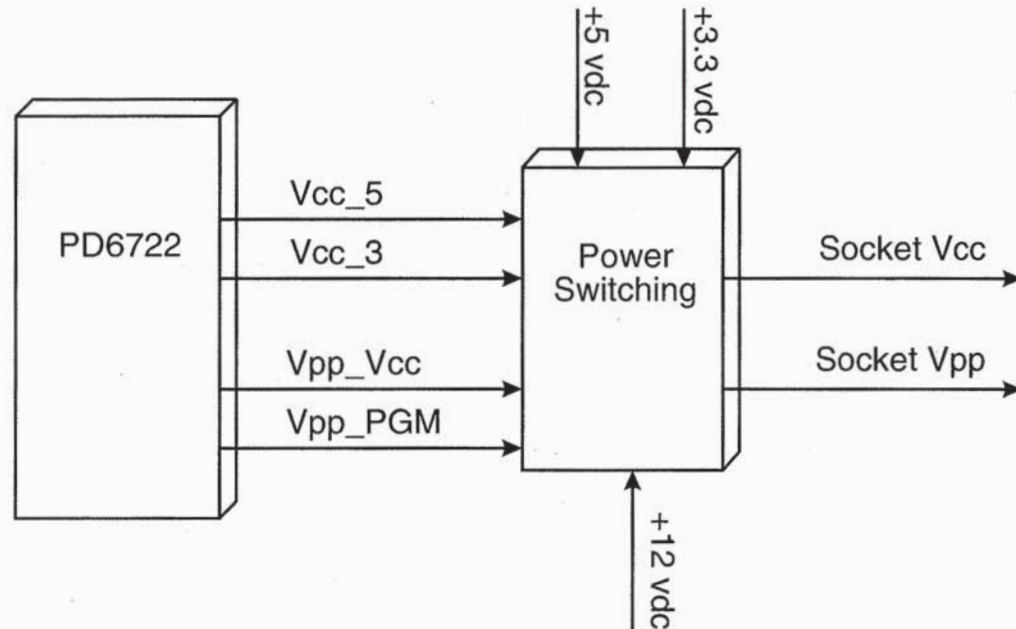 +5 vdc
+3.3 vdc
PD6722
Vcc_5
Vcc_3
Vpp_Vcc
Vpp_PGM
Power
Switching
Socket Vcc
Socket Vpp
+12 vdc